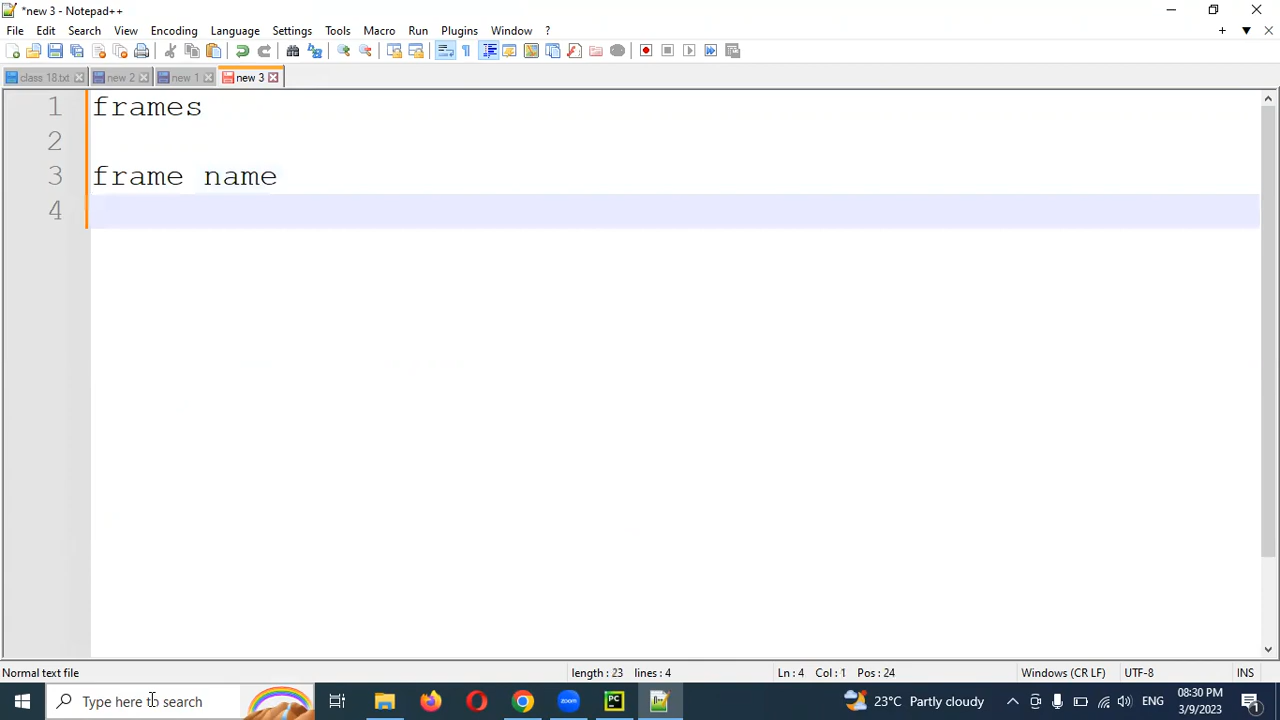 *new 3 - Notepad++
File Edit Search View Encoding Language Settings Tools Macro Run Plugins Window ?
class 18.txt new 2 new 1 new 3
1 frames
2
3 frame name
4
Normal text file length : 23 lines : 4 Ln : 4 Col : 1 Pos : 24 Windows (CR LF) UTF-8 INS
Type here to search 23°C Partly cloudy ENG 08:30 PM
3/9/2023 1